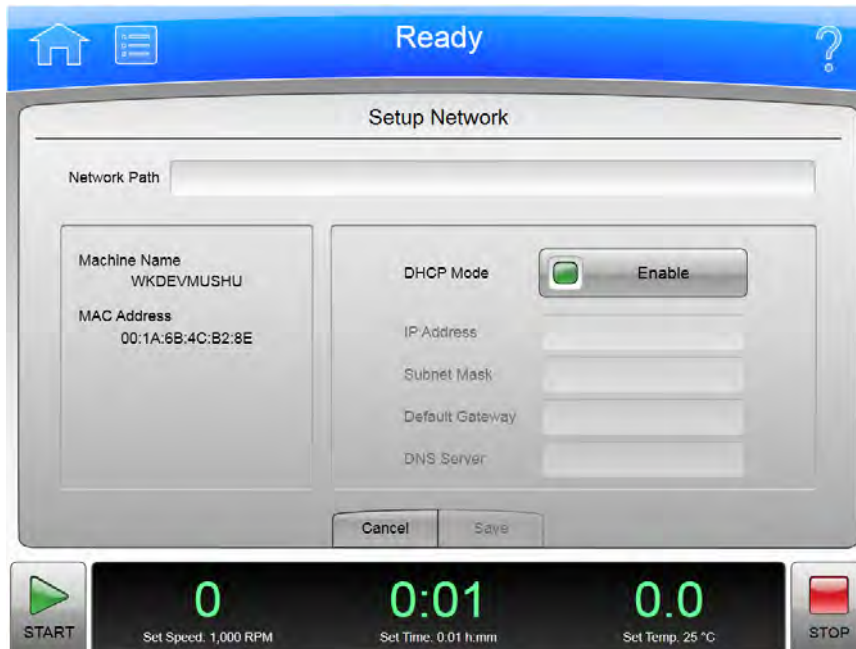 Ready
?
Setup Network
Network Path
Machine Name
WKDEVMUSHU
MAC Address
00:1A:6B:4C:B2:8E
DHCP Mode
Enable
IP Address
Subnet Mask
Default Gateway
DNS Server
Cancel
Save
START
0
Set Speed: 1,000 RPM
0:01
Set Time: 0:01 h:mm
0.0
Set Temp. 25 °C
STOP